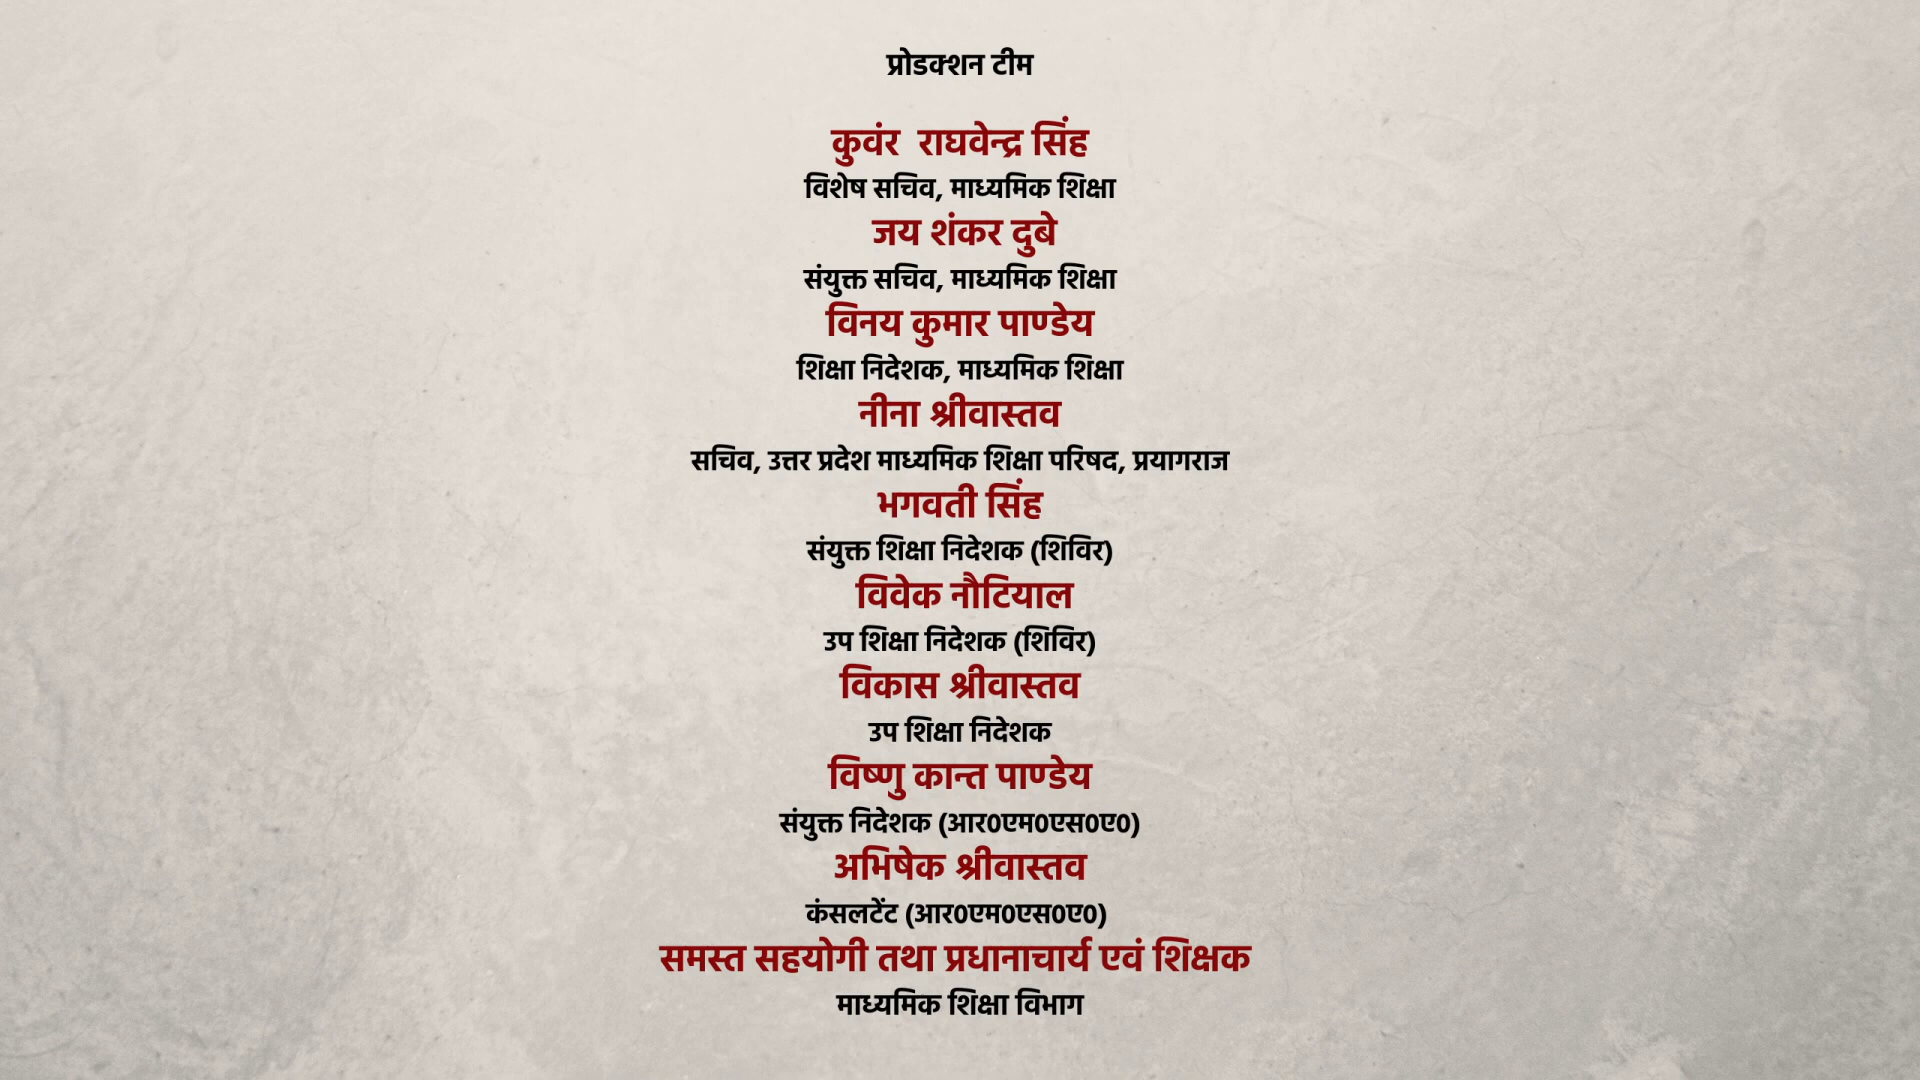 प्रोडक्शन टीम
कुवंर राघवेन्द्र सिंह
विशेष सचिव, माध्यमिक शिक्षा
जय शंकर दुबे
संयुक्त सचिव, माध्यमिक शिक्षा
विनय कुमार पाण्डेय
शिक्षा निदेशक, माध्यमिक शिक्षा
नीना श्रीवास्तव
सचिव, उत्तर प्रदेश माध्यमिक शिक्षा परिषद, प्रयागराज
भगवती सिंह
संयुक्त शिक्षा निदेशक (शिविर)
विवेक नौटियाल
उप शिक्षा निदेशक (शिविर)
विकास श्रीवास्तव
उप शिक्षा निदेशक
विष्णु कान्त पाण्डेय
संयुक्त निदेशक (आर0एम0एस0ए0)
अभिषेक श्रीवास्तव
कंसलटेंट (आर0एम0एस0ए0)
समस्त सहयोगी तथा प्रधानाचार्य एवं शिक्षक
माध्यमिक शिक्षा विभाग